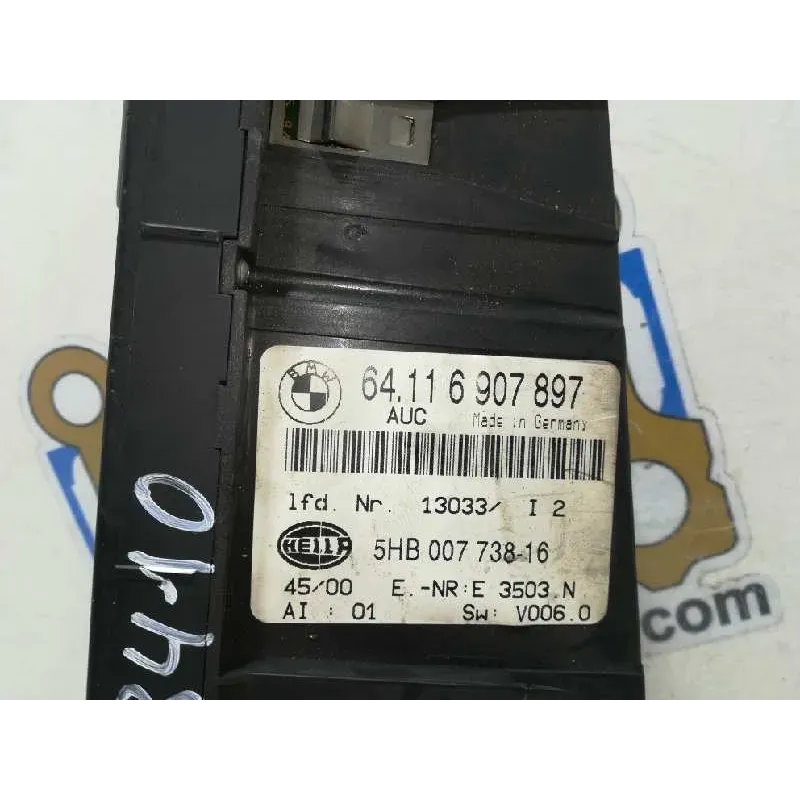 BMW
64.11 6 907 897
AUC Made in Germany
lfd. Nr. 13033/ I 2
HELLA 5HB 007 738-16
45/00 E.-NR:E 3503.N
AI : 01 Sw: V006.0
.com